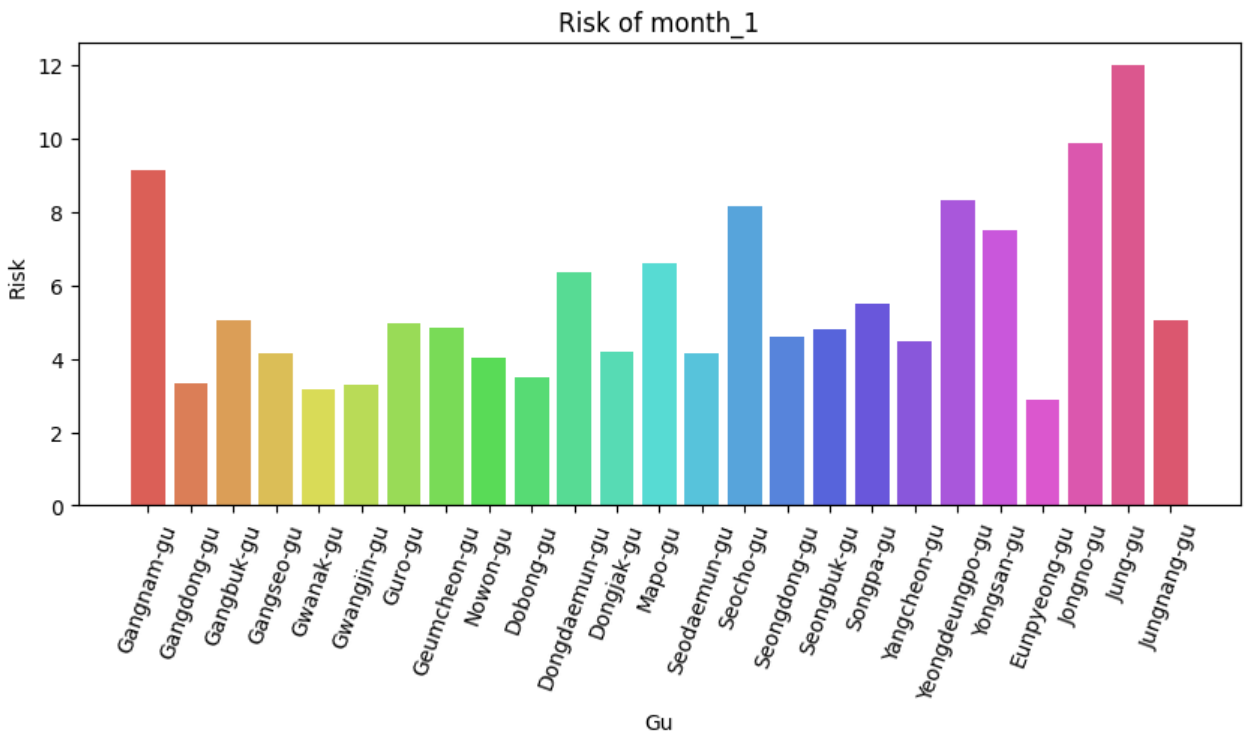 Risk of month_1
12
10
8
6
4
2
0
Risk
Gangnam-gu
Gangdong-gu
Gangbuk-gu
Gangseo-gu
Gwanak-gu
Gwangjin-gu
Guro-gu
Geumcheon-gu
Nowon-gu
Dobong-gu
Dongdaemun-gu
Dongjak-gu
Mapo-gu
Seodaemun-gu
Seocho-gu
Seongdong-gu
Seongbuk-gu
Songpa-gu
Yangcheon-gu
Yeongdeungpo-gu
Yongsan-gu
Eunpyeong-gu
Jongno-gu
Jung-gu
Jungnang-gu
Gu